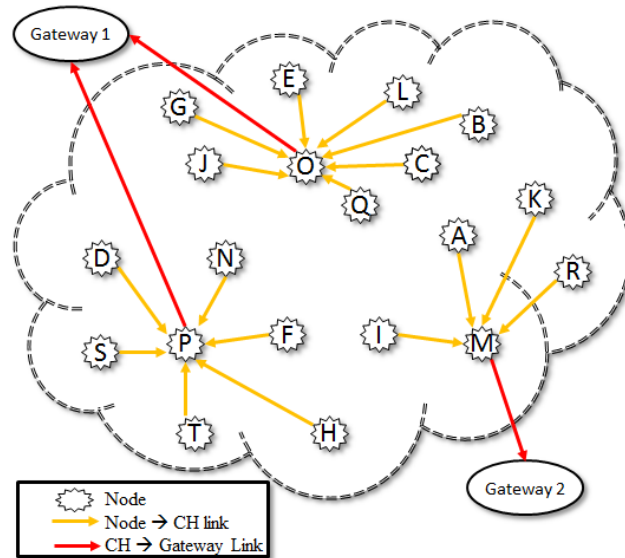 Gateway 1
E
L
G
B
J
O
C
Q
K
A
D
N
R
S
P
F
I
M
T
H
Gateway 2
Node
Node → CH link
CH → Gateway Link